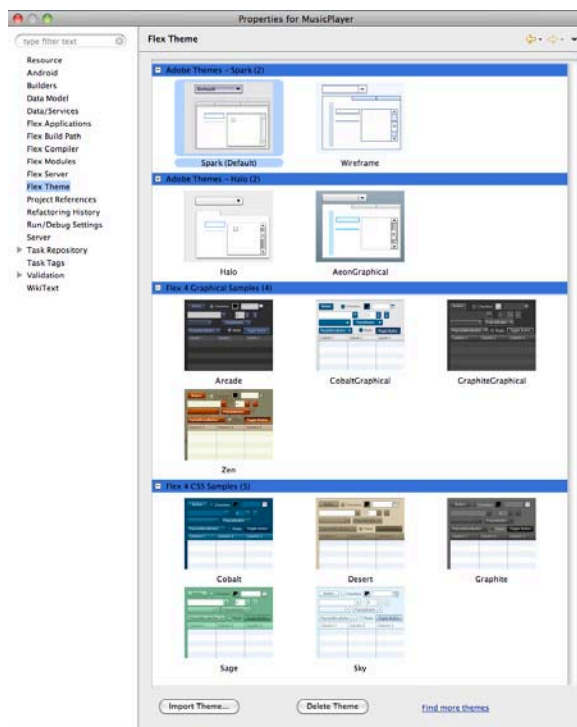 Properties for MusicPlayer
type filter text
Flex Theme
Resource
Android
Builders
Data Model
Data/Services
Flex Applications
Flex Build Path
Flex Compiler
Flex Modules
Flex Server
Flex Theme
Project References
Refactoring History
Run/Debug Settings
Server
Task Repository
Task Tags
Validation
WikiText
Adobe Themes - Spark (2)
Spark (Default)
Wireframe
Adobe Themes - Halo (2)
Halo
AeonGraphical
Flex 4 Graphical Samples (4)
Arcade
CobaltGraphical
GraphiteGraphical
Zen
Flex 4 CSS Samples (5)
Cobalt
Desert
Graphite
Sage
Sky
Import Theme...
Delete Theme
Find more themes